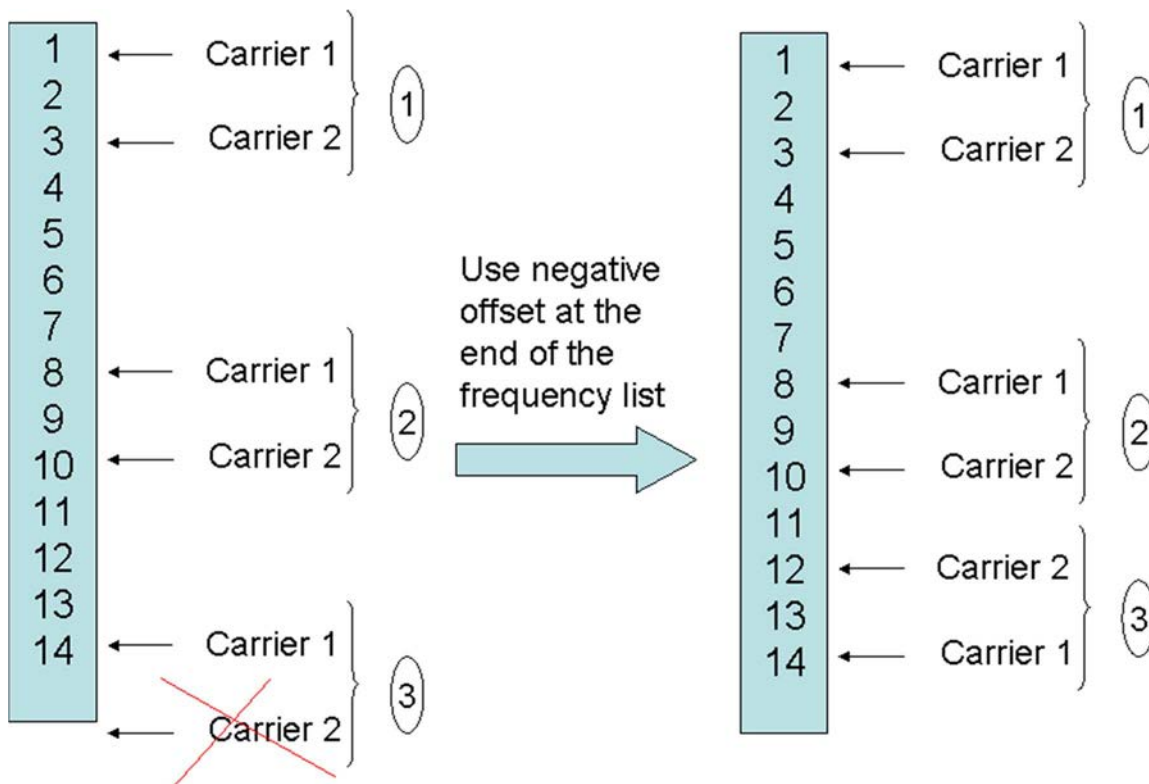 1 Carrier 1
2
3 Carrier 2
1
4
5
6
7
8 Carrier 1
9
10 Carrier 2
2
11
12
13
14 Carrier 1
Carrier 2
3
Use negative
offset at the
end of the
frequency list
1 Carrier 1
2
3 Carrier 2
1
4
5
6
7
8 Carrier 1
9
10 Carrier 2
2
11
12 Carrier 2
13
14 Carrier 1
3